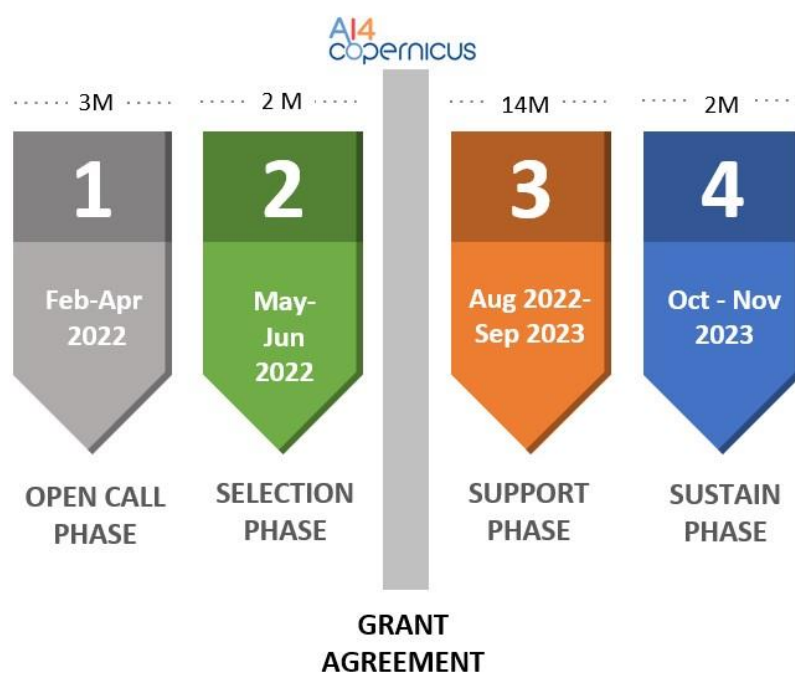 AI4
copernicus
3M
2 M
14M
2M
1
2
3
4
Feb-Apr
2022
May-
Jun
2022
Aug 2022-
Sep 2023
Oct - Nov
2023
OPEN CALL
PHASE
SELECTION
PHASE
SUPPORT
PHASE
SUSTAIN
PHASE
GRANT
AGREEMENT